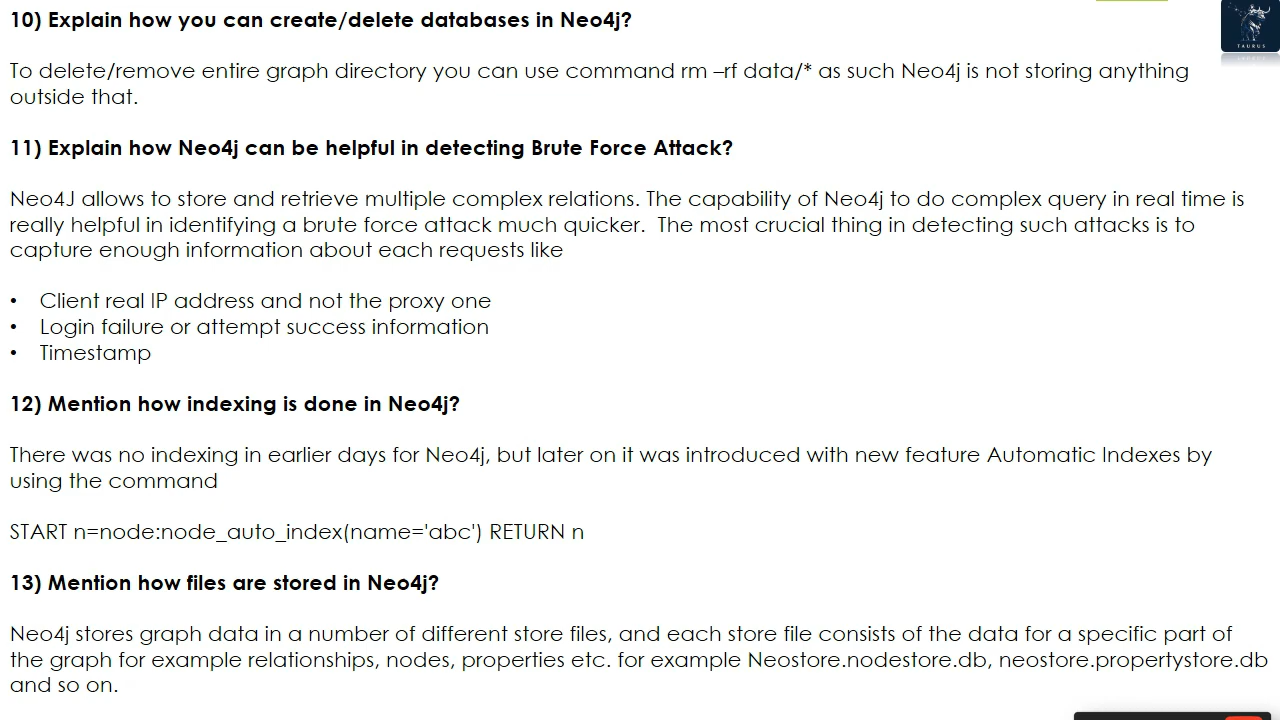 10) Explain how you can create/delete databases in Neo4j?
TAURUS
To delete/remove entire graph directory you can use command rm –rf data/* as such Neo4j is not storing anything
outside that.
11) Explain how Neo4j can be helpful in detecting Brute Force Attack?
Neo4J allows to store and retrieve multiple complex relations. The capability of Neo4j to do complex query in real time is
really helpful in identifying a brute force attack much quicker.  The most crucial thing in detecting such attacks is to
capture enough information about each requests like
• Client real IP address and not the proxy one
• Login failure or attempt success information
• Timestamp
12) Mention how indexing is done in Neo4j?
There was no indexing in earlier days for Neo4j, but later on it was introduced with new feature Automatic Indexes by
using the command
START n=node:node_auto_index(name='abc') RETURN n
13) Mention how files are stored in Neo4j?
Neo4j stores graph data in a number of different store files, and each store file consists of the data for a specific part of
the graph for example relationships, nodes, properties etc. for example Neostore.nodestore.db, neostore.propertystore.db
and so on.